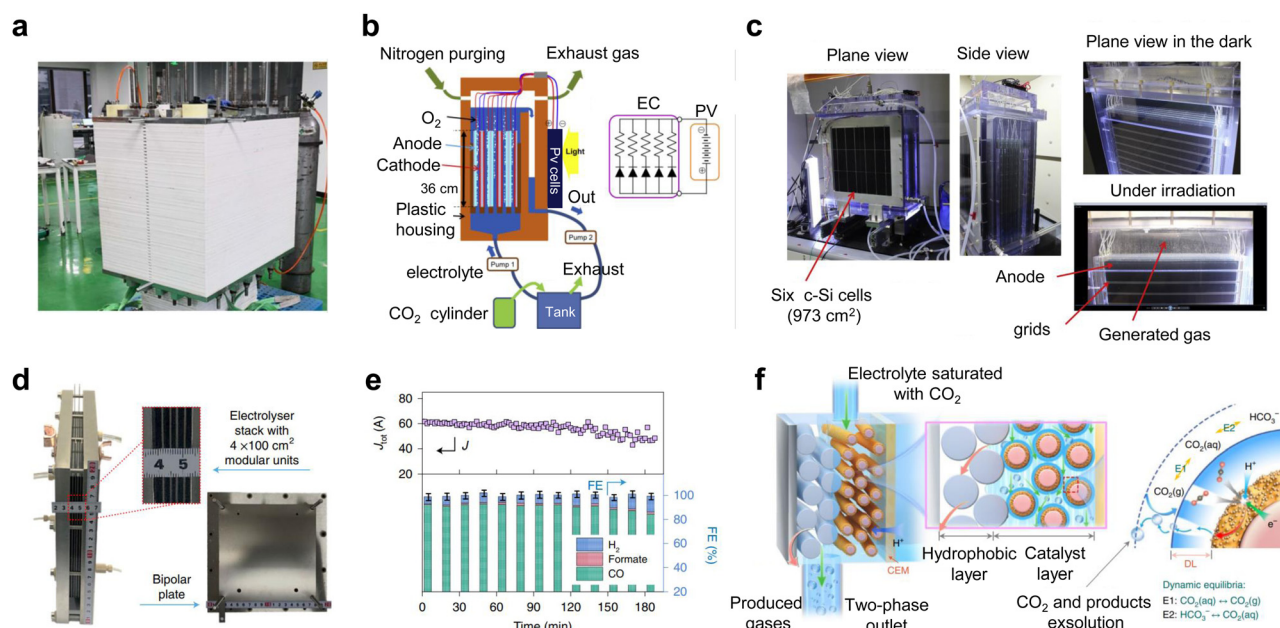 a
b
Nitrogen purging
Exhaust gas
O₂
Anode
Cathode
36 cm
Plastic
housing
electrolyte
CO₂ cylinder
Pump 1
Pump 2
Tank
Exhaust
Out
Pv cells
Light
EC
PV
c
Plane view
Side view
Plane view in the dark
Under irradiation
Six c-Si cells
(973 cm²)
Anode
grids
Generated gas
d
4 5
Electrolyser
stack with
4 ×100 cm²
modular units
Bipolar
plate
e
J_tot (A)
80
60
40
20
J
FE
100
80
60
40
20
FE (%)
H₂
Formate
CO
0 30 60 90 120 150 180
Time (min)
f
Electrolyte saturated
with CO₂
H⁺
CEM
Hydrophobic
layer
Catalyst
layer
Produced
gases
Two-phase
outlet
CO₂ and products
exsolution
HCO₃⁻
E2
CO₂(aq)
E1
CO₂(g)
H⁺
e⁻
DL
Dynamic equilibria:
E1: CO₂(aq) ↔ CO₂(g)
E2: HCO₃⁻ ↔ CO₂(aq)